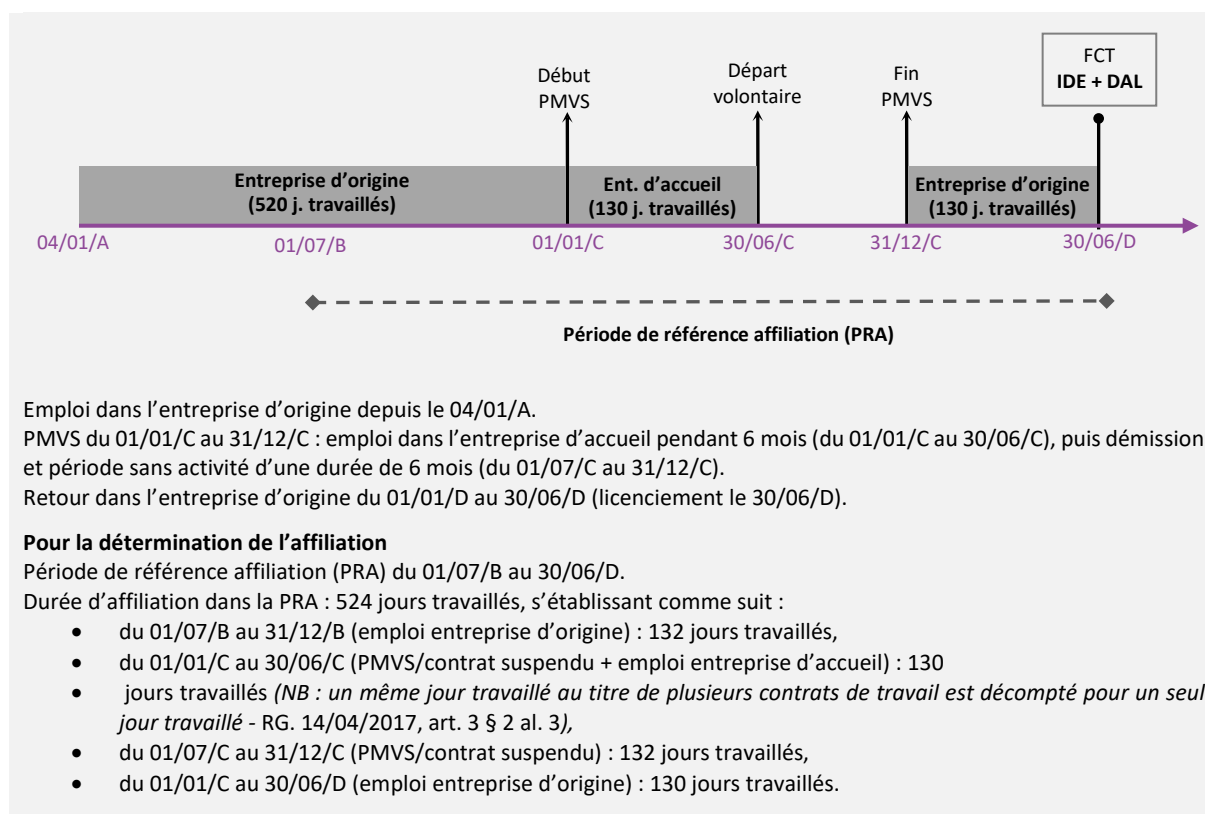 Début
PMVS
Départ
volontaire
Fin
PMVS
FCT
IDE + DAL
Entreprise d’origine
(520 j. travaillés)
Ent. d’accueil
(130 j. travaillés)
Entreprise d’origine
(130 j. travaillés)
04/01/A
01/07/B
01/01/C
30/06/C
31/12/C
30/06/D
Période de référence affiliation (PRA)
Emploi dans l’entreprise d’origine depuis le 04/01/A.
PMVS du 01/01/C au 31/12/C : emploi dans l’entreprise d’accueil pendant 6 mois (du 01/01/C au 30/06/C), puis démission
et période sans activité d’une durée de 6 mois (du 01/07/C au 31/12/C).
Retour dans l’entreprise d’origine du 01/01/D au 30/06/D (licenciement le 30/06/D).
Pour la détermination de l’affiliation
Période de référence affiliation (PRA) du 01/07/B au 30/06/D.
Durée d’affiliation dans la PRA : 524 jours travaillés, s’établissant comme suit :
• du 01/07/B au 31/12/B (emploi entreprise d’origine) : 132 jours travaillés,
• du 01/01/C au 30/06/C (PMVS/contrat suspendu + emploi entreprise d’accueil) : 130
• jours travaillés (NB : un même jour travaillé au titre de plusieurs contrats de travail est décompté pour un seul
jour travaillé - RG. 14/04/2017, art. 3 § 2 al. 3),
• du 01/07/C au 31/12/C (PMVS/contrat suspendu) : 132 jours travaillés,
• du 01/01/C au 30/06/D (emploi entreprise d’origine) : 130 jours travaillés.